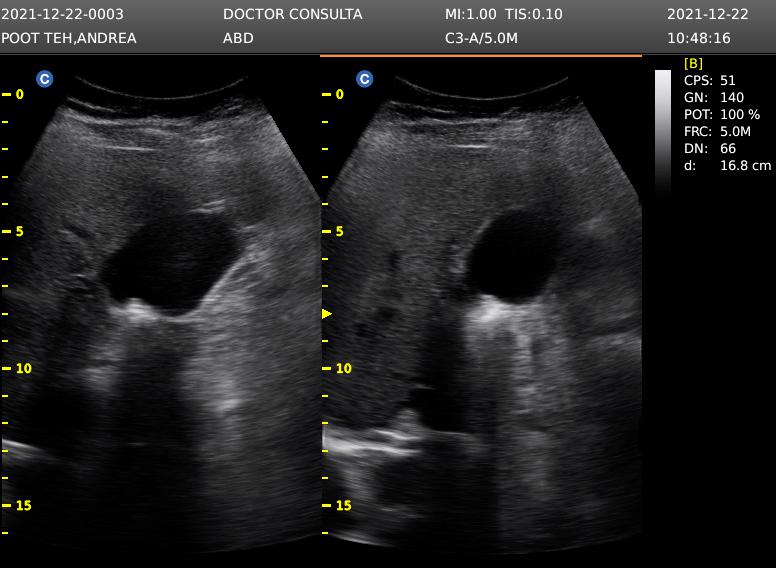 2021-12-22-0003 DOCTOR CONSULTA MI:1.00 TIS:0.10 2021-12-22
POOT TEH,ANDREA ABD C3-A/5.0M 10:48:16
[B]
CPS: 51
GN: 140
POT: 100 %
FRC: 5.0M
DN: 66
d: 16.8 cm
C
0
5
10
15
C
0
5
10
15